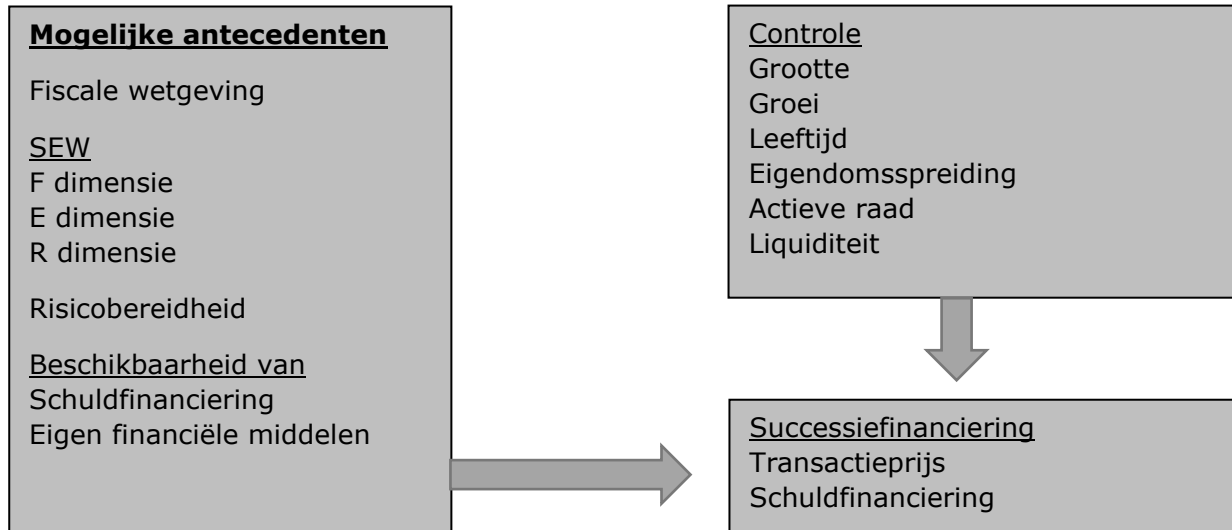 Mogelijke antecedenten
Fiscale wetgeving
SEW
F dimensie
E dimensie
R dimensie
Risicobereidheid
Beschikbaarheid van
Schuldfinanciering
Eigen financiële middelen
Controle
Grootte
Groei
Leeftijd
Eigendomsspreiding
Actieve raad
Liquiditeit
Successiefinanciering
Transactieprijs
Schuldfinanciering